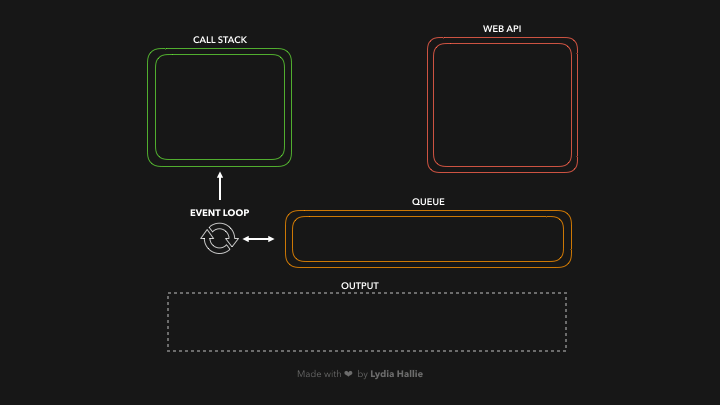 CALL STACK
WEB API
EVENT LOOP
QUEUE
OUTPUT
Made with ❤ by Lydia Hallie